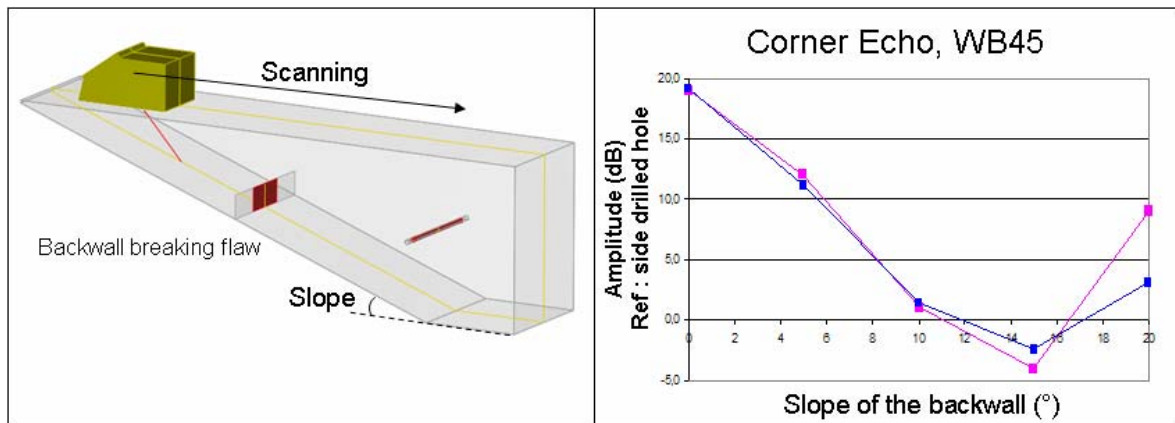 Scanning
Backwall breaking flaw
Slope
Corner Echo, WB45
Amplitude (dB)
Ref : side drilled hole
20,0
15,0
10,0
5,0
0,0
-5,0
0 2 4 6 8 10 12 14 16 18 20
Slope of the backwall (°)